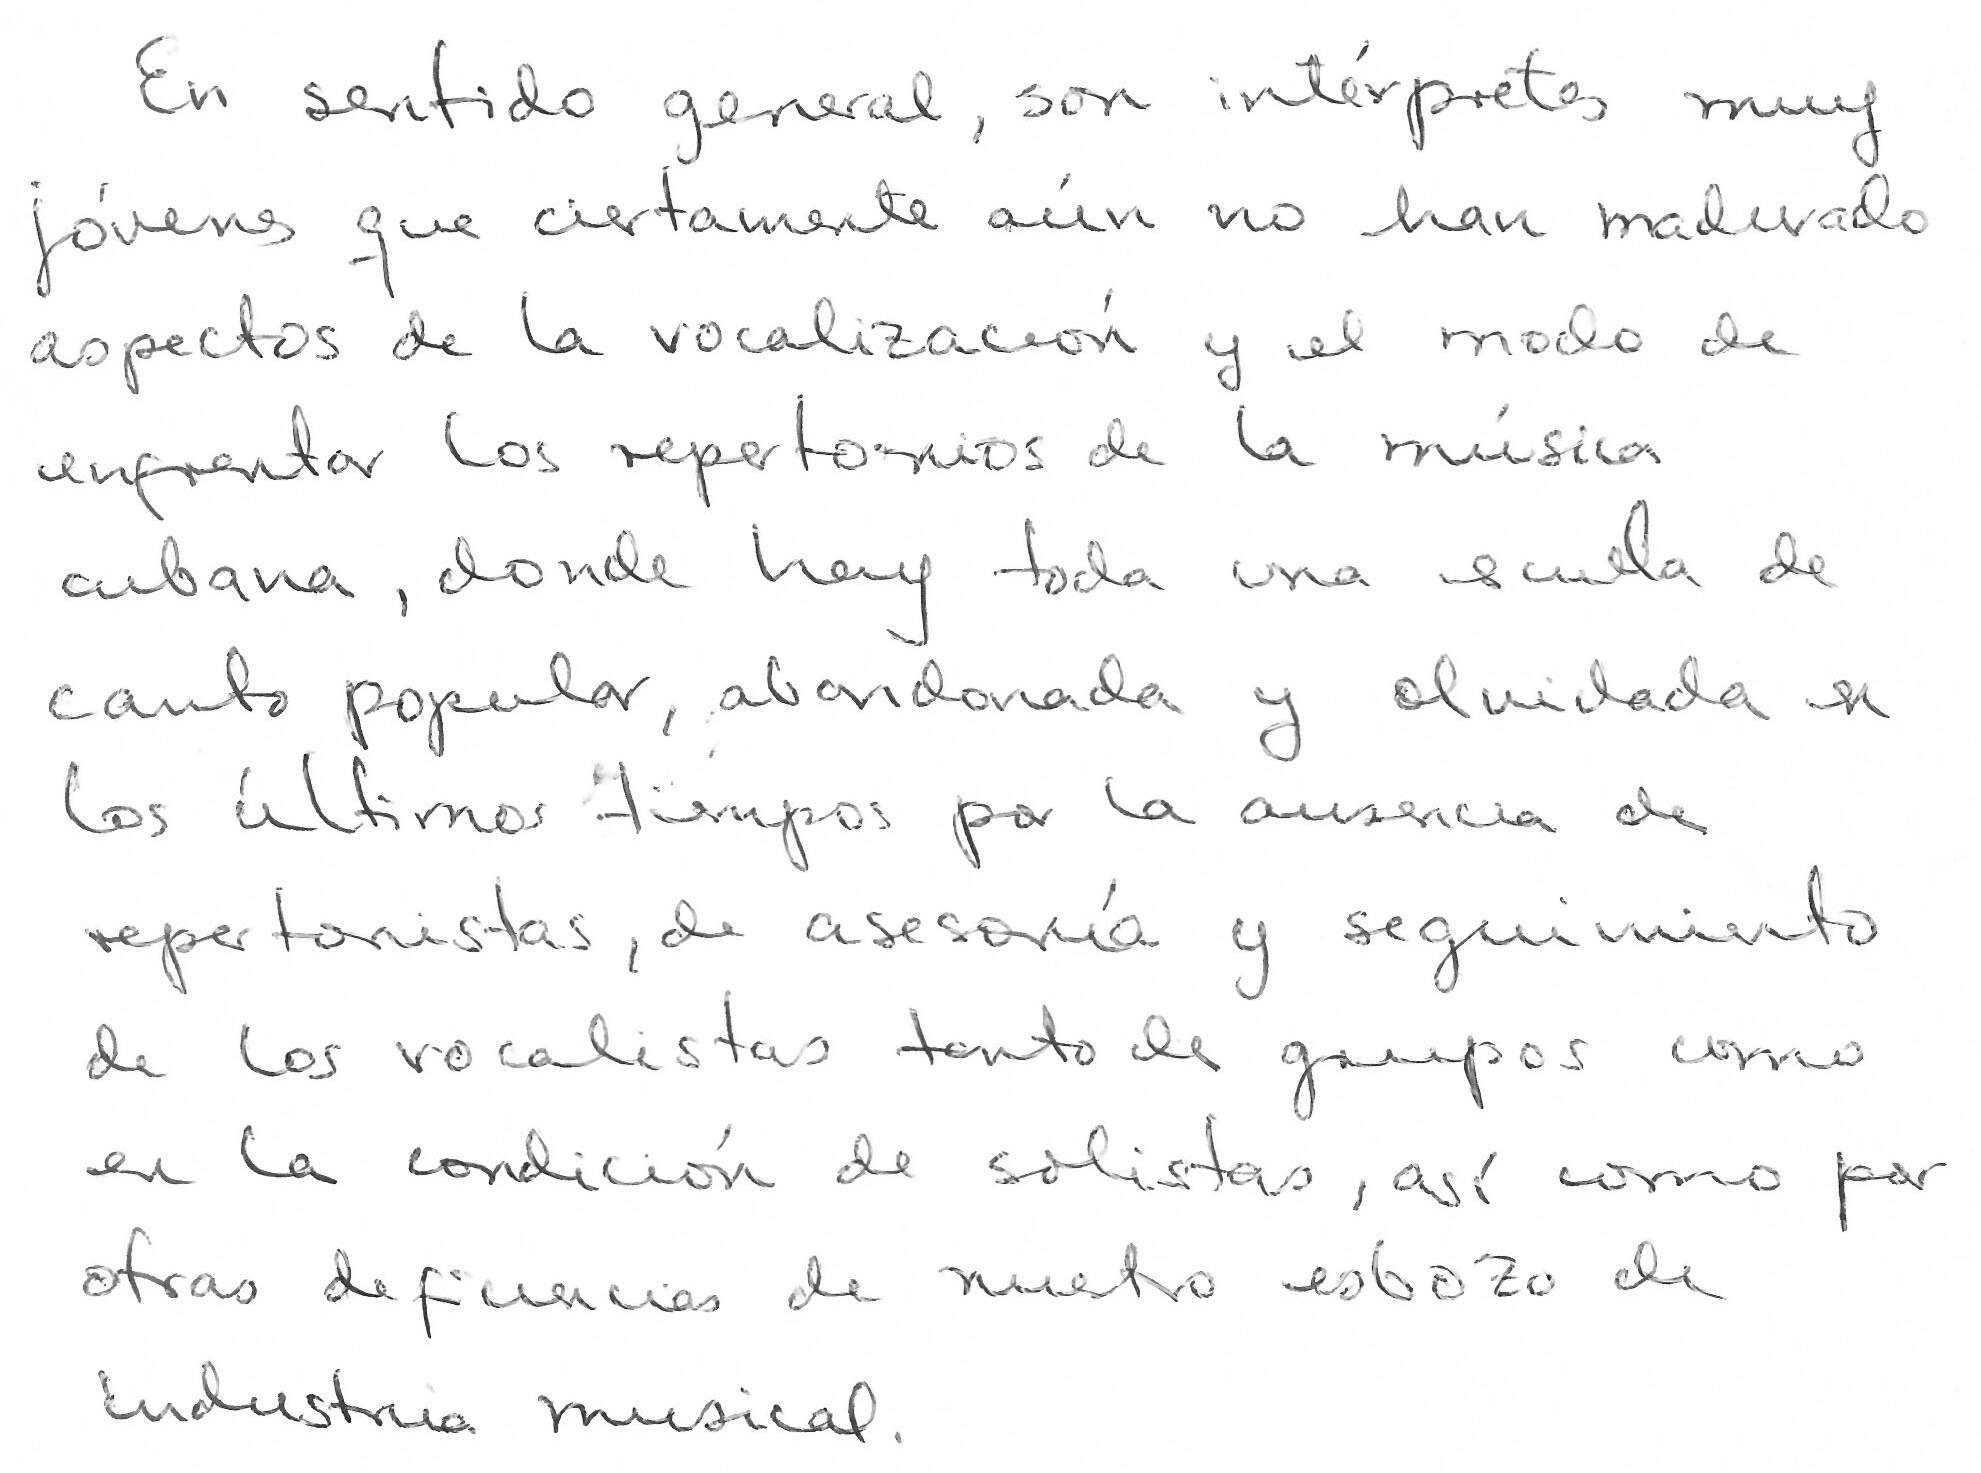 En sentido general, son intérpretes muy
jóvenes que ciertamente aún no han madurado
aspectos de la vocalización y el modo de
enfrentar los repertorios de la música
cubana, donde hay toda una escuela de
canto popular, abandonada y olvidada en
los últimos tiempos por la ausencia de
repertoristas, de asesoría y seguimiento
de los vocalistas tanto de grupos como
en la condición de solistas, así como por
otras deficiencias de nuestro esbozo de
industria musical.